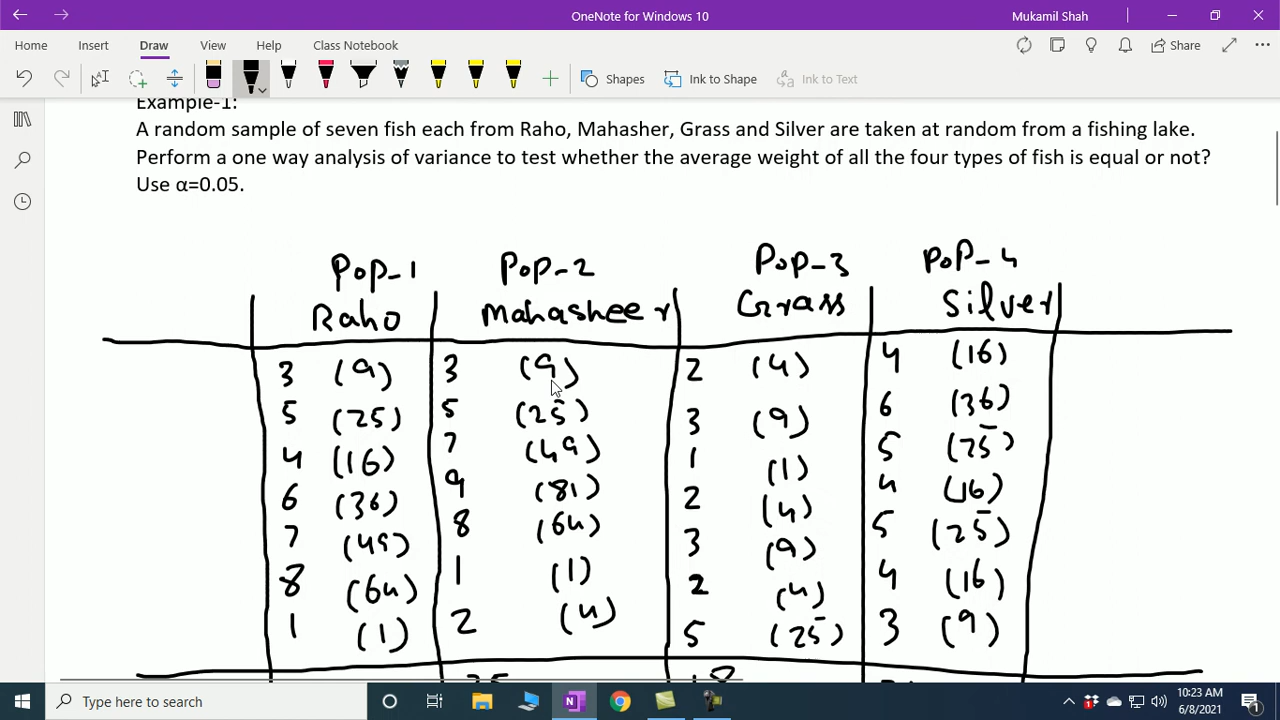 OneNote for Windows 10
Mukamil Shah
Home Insert Draw View Help Class Notebook Share
Shapes Ink to Shape Ink to Text
Example-1:
A random sample of seven fish each from Raho, Mahasher, Grass and Silver are taken at random from a fishing lake.
Perform a one way analysis of variance to test whether the average weight of all the four types of fish is equal or not?
Use α=0.05.
Pop-1 Pop-2 Pop-3 PoP-4
Raho Mahasheer Grass Silver
3 (9) 3 (9) 2 (4) 4 (16)
5 (25) 5 (25) 3 (9) 6 (36)
4 (16) 7 (49) 1 (1) 5 (25)
6 (36) 9 (81) 2 (4) 4 (16)
7 (49) 8 (64) 3 (9) 5 (25)
8 (64) 1 (1) 2 (4) 4 (16)
1 (1) 2 (4) 5 (25) 3 (9)
Type here to search
10:23 AM
6/8/2021